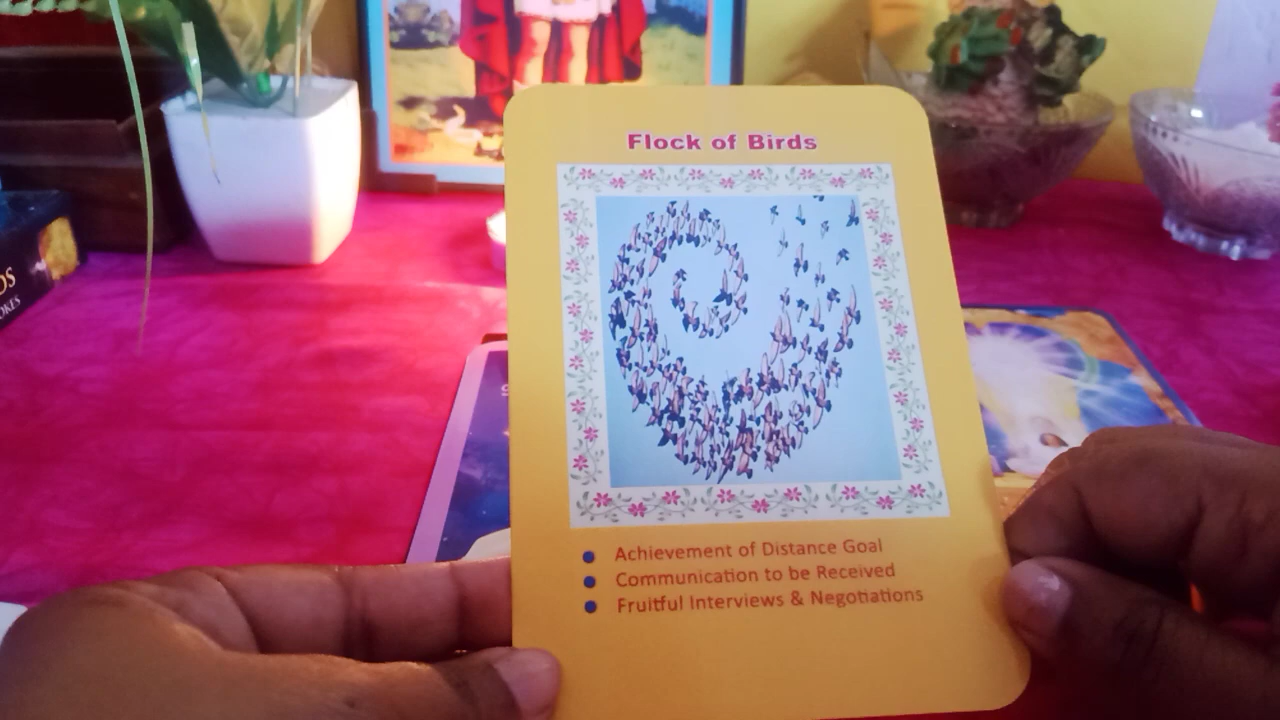 Flock of Birds
Achievement of Distance Goal
Communication to be Received
Fruitful Interviews & Negotiations